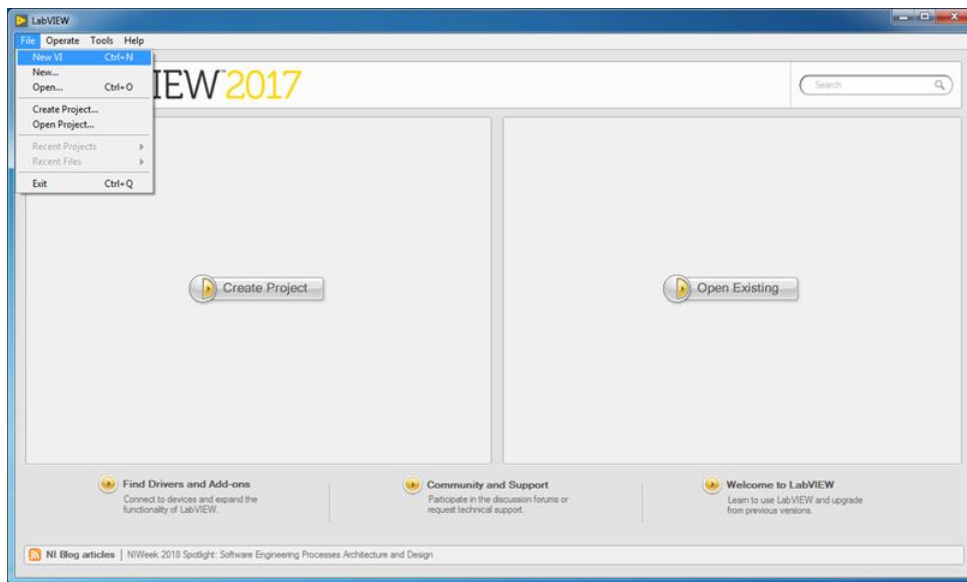 LabVIEW
File Operate Tools Help
New VI Ctrl+N
New...
Open... Ctrl+O
Create Project...
Open Project...
Recent Projects
Recent Files
Exit Ctrl+Q
IEW™2017
Search
Create Project
Open Existing
Find Drivers and Add-ons
Connect to devices and expand the
functionality of LabVIEW.
Community and Support
Participate in the discussion forums or
request technical support.
Welcome to LabVIEW
Learn to use LabVIEW and upgrade
from previous versions.
NI Blog articles | NIWeek 2018 Spotlight: Software Engineering Processes Architecture and Design